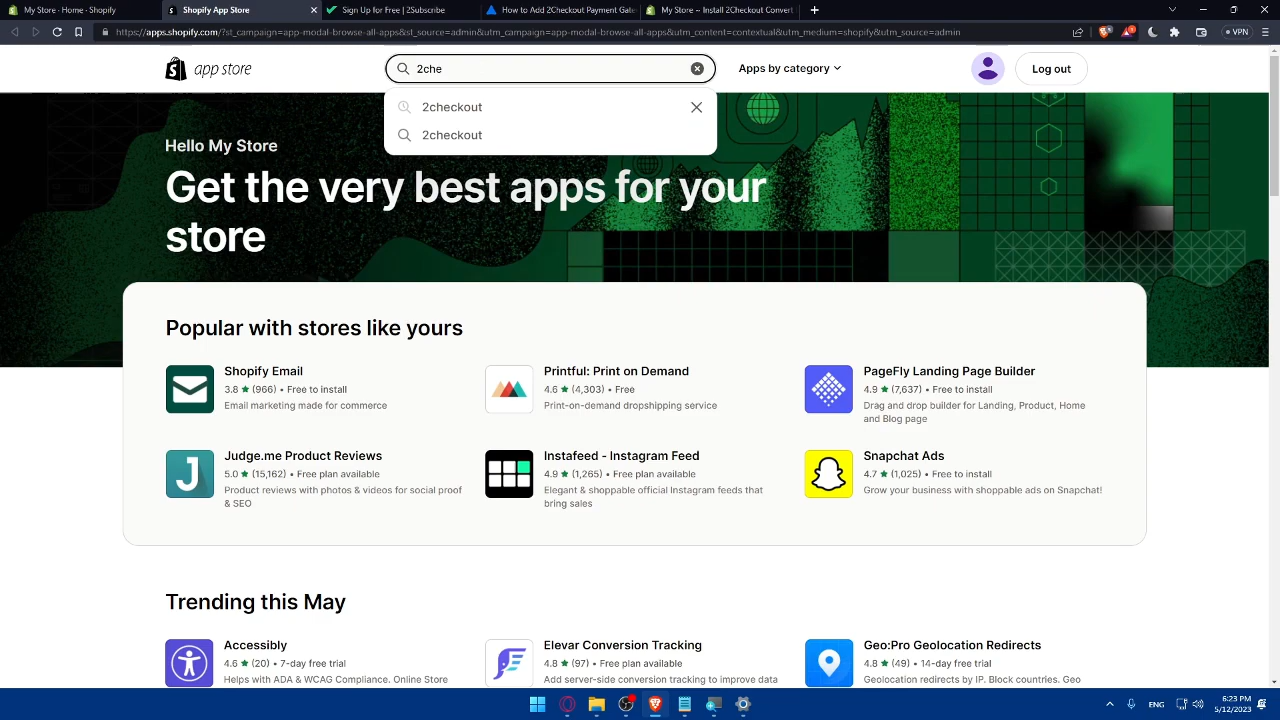 My Store · Home · Shopify
Shopify App Store
Sign Up for Free | 2Subscribe
How to Add 2Checkout Payment Gate
My Store ~ Install 2Checkout Convert
https://apps.shopify.com/?st_campaign=app-modal-browse-all-apps&st_source=admin&utm_campaign=app-modal-browse-all-apps&utm_content=contextual&utm_medium=shopify&utm_source=admin
VPN
app store
2che
Apps by category
Log out
2checkout
2checkout
Hello My Store
Get the very best apps for your
store
Popular with stores like yours
Shopify Email
3.8 ★ (966) • Free to install
Email marketing made for commerce
Printful: Print on Demand
4.6 ★ (4,303) • Free
Print-on-demand dropshipping service
PageFly Landing Page Builder
4.9 ★ (7,637) • Free to install
Drag and drop builder for Landing, Product, Home
and Blog page
Judge.me Product Reviews
5.0 ★ (15,162) • Free plan available
Product reviews with photos & videos for social proof
& SEO
Instafeed - Instagram Feed
4.9 ★ (1,265) • Free plan available
Elegant & shoppable official Instagram feeds that
bring sales
Snapchat Ads
4.7 ★ (1,025) • Free to install
Grow your business with shoppable ads on Snapchat!
Trending this May
Accessibly
4.6 ★ (20) • 7-day free trial
Helps with ADA & WCAG Compliance. Online Store
Elevar Conversion Tracking
4.8 ★ (97) • Free plan available
Add server-side conversion tracking to improve data
Geo:Pro Geolocation Redirects
4.8 ★ (49) • 14-day free trial
Geolocation redirects by IP. Block countries. Geo
ENG
6:23 PM
5/12/2023